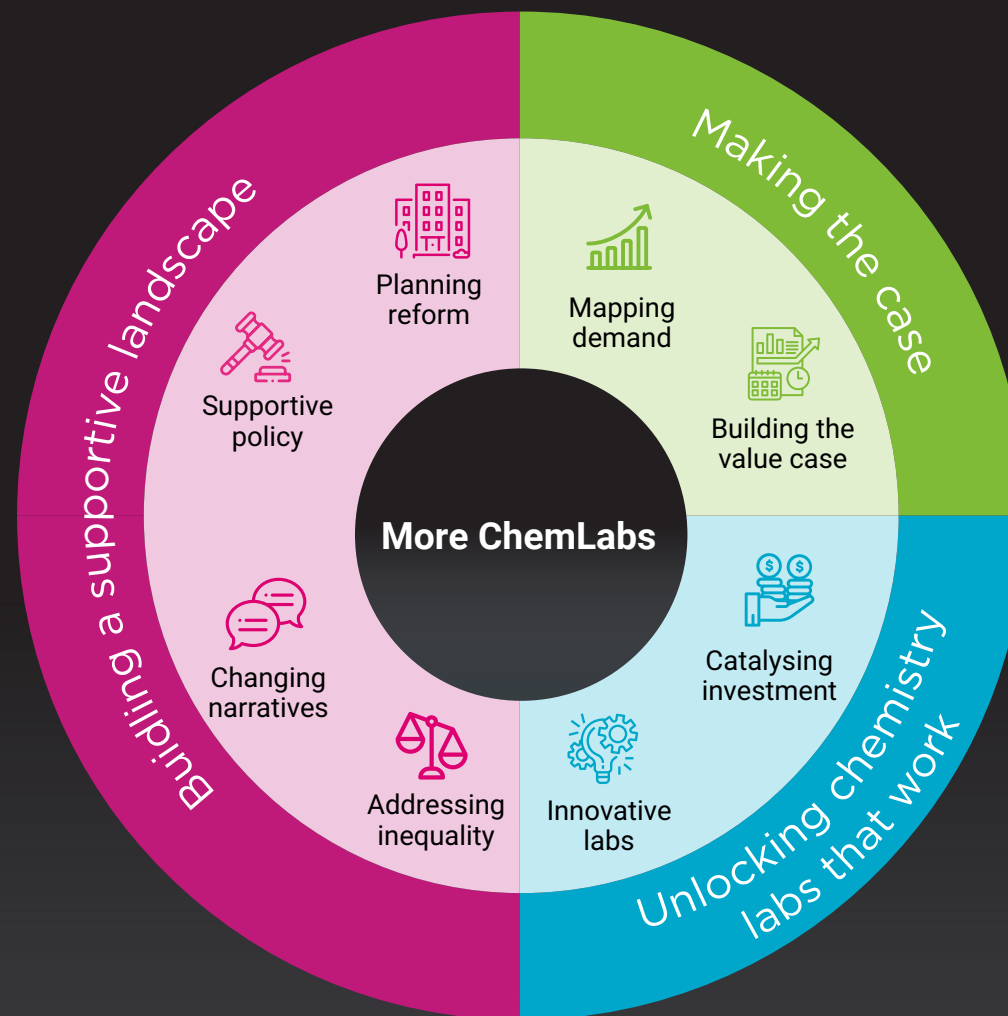 Making the case
Mapping
demand
Building the
value case
Unlocking chemistry
labs that work
Catalysing
investment
Innovative
labs
Buidling a supportive landscape
Planning
reform
Supportive
policy
Changing
narratives
Addressing
inequality
More ChemLabs
$ $